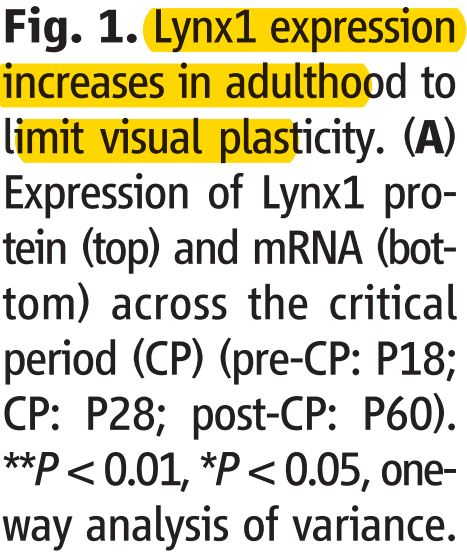 Fig. 1. Lynx1 expression
increases in adulthood to
limit visual plasticity. (A)
Expression of Lynx1 pro-
tein (top) and mRNA (bot-
tom) across the critical
period (CP) (pre-CP: P18;
CP: P28; post-CP: P60).
**P < 0.01, *P < 0.05, one-
way analysis of variance.